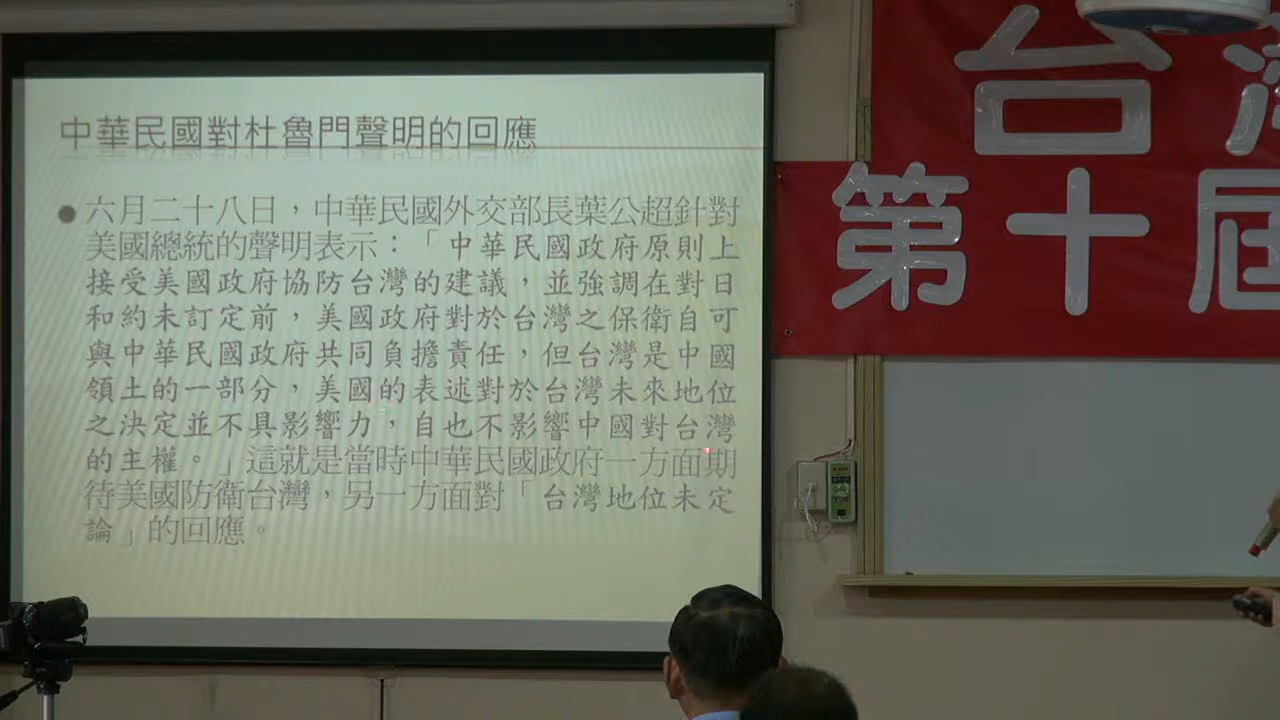 中華民國對杜魯門聲明的回應
●六月二十八日，中華民國外交部長葉公超針對
美國總統的聲明表示：「中華民國政府原則上
接受美國政府協防台灣的建議，並強調在對日
和約未訂定前，美國政府對於台灣之保衛自可
與中華民國政府共同負擔責任，但台灣是中國
領土的一部分，美國的表述對於台灣未來地位
之決定並不具影響力，自也不影響中國對台灣
的主權。」這就是當時中華民國政府一方面期
待美國防衛台灣，另一方面對「台灣地位未定
論」的回應。
台灣
第十屆